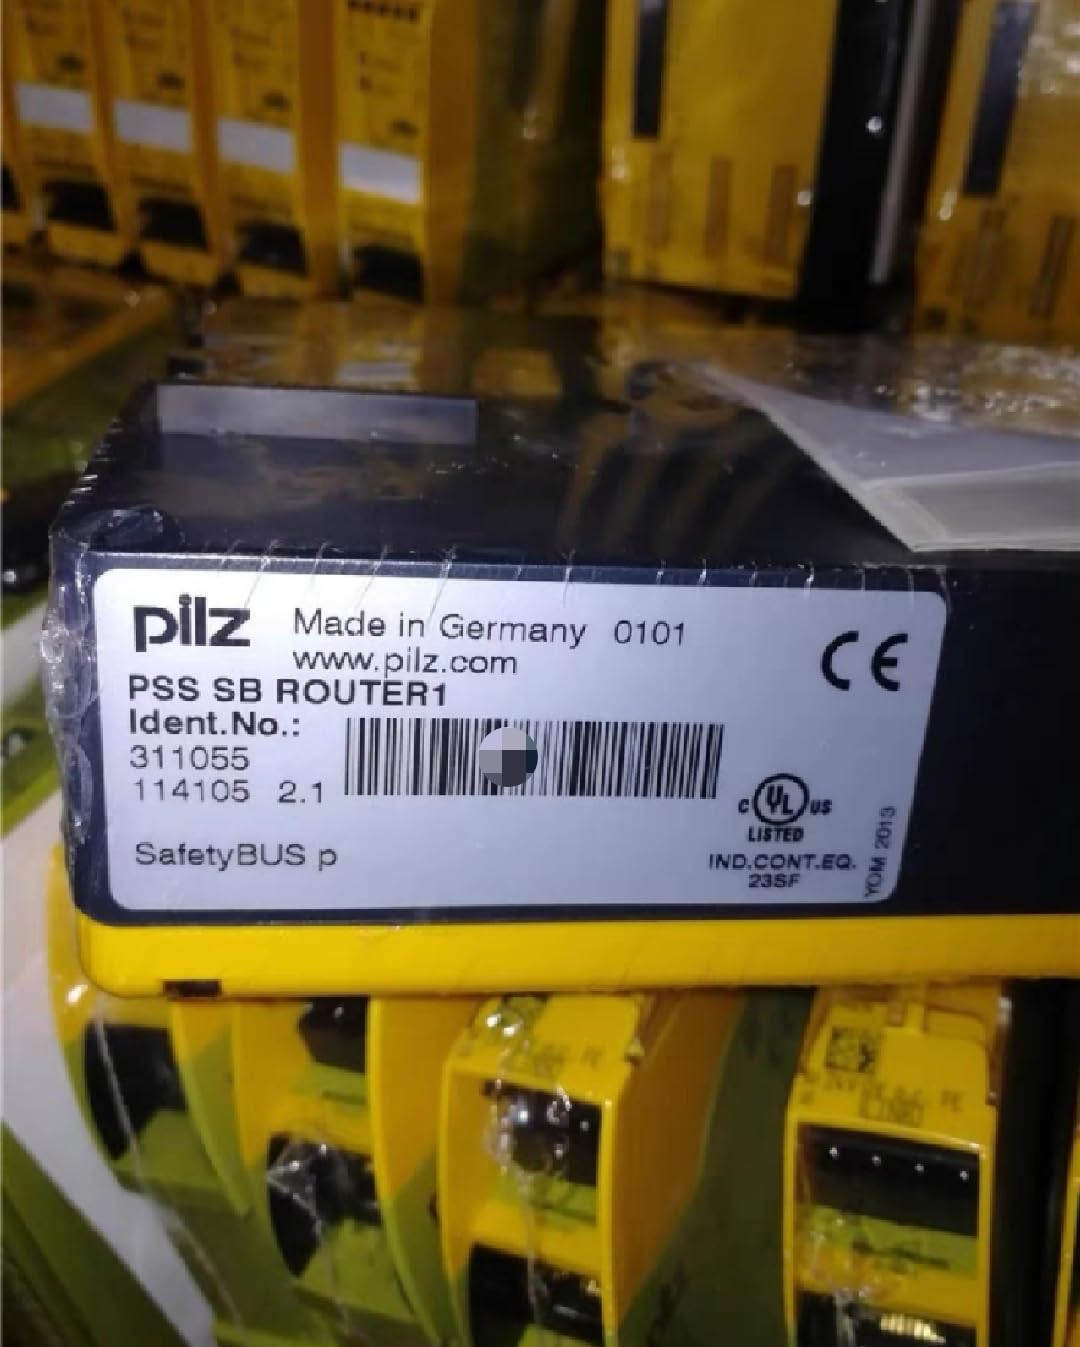 pilz Made in Germany 0101
www.pilz.com
PSS SB ROUTER1
Ident.No.:
311055
114105 2.1
SafetyBUS p
CE
C UL US
LISTED
IND.CONT.EQ.
23SF
YOM 2013